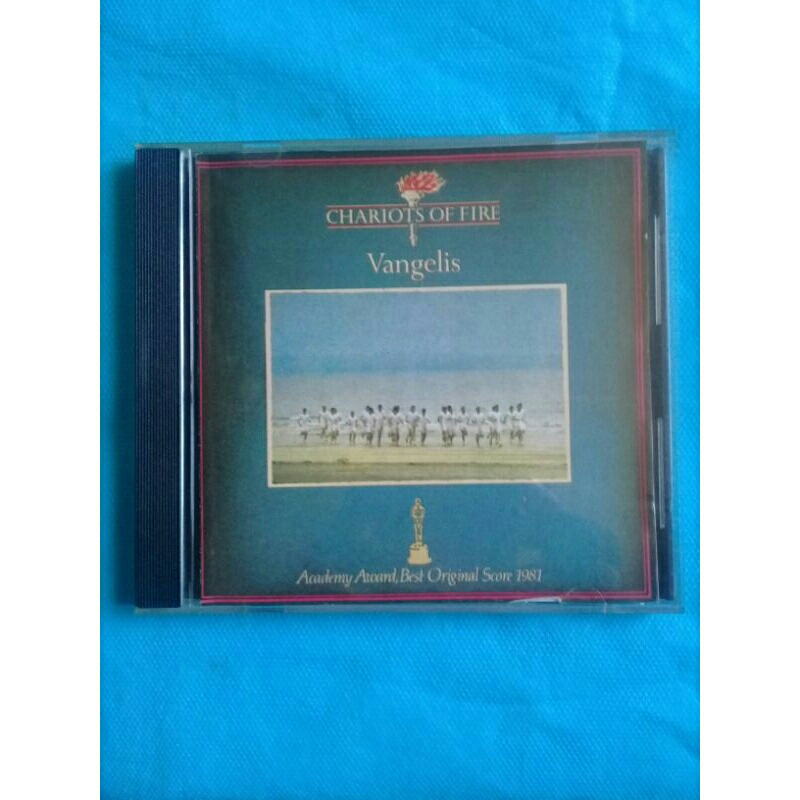 CHARIOTS OF FIRE
Vangelis
Academy Award, Best Original Score 1981